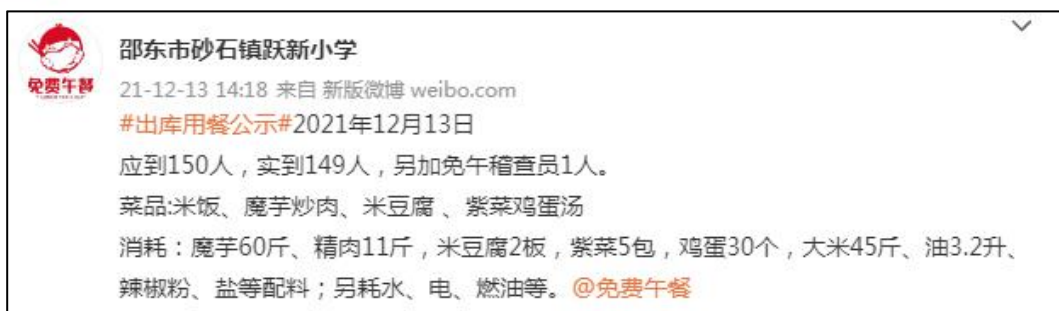 邵东市砂石镇跃新小学
免费午餐
21-12-13 14:18 来自 新版微博 weibo.com
#出库用餐公示#2021年12月13日
应到150人，实到149人，另加免午稽查员1人。
菜品:米饭、魔芋炒肉、米豆腐 、紫菜鸡蛋汤
消耗：魔芋60斤、精肉11斤，米豆腐2板，紫菜5包，鸡蛋30个，大米45斤、油3.2升、
辣椒粉、盐等配料；另耗水、电、燃油等。@免费午餐